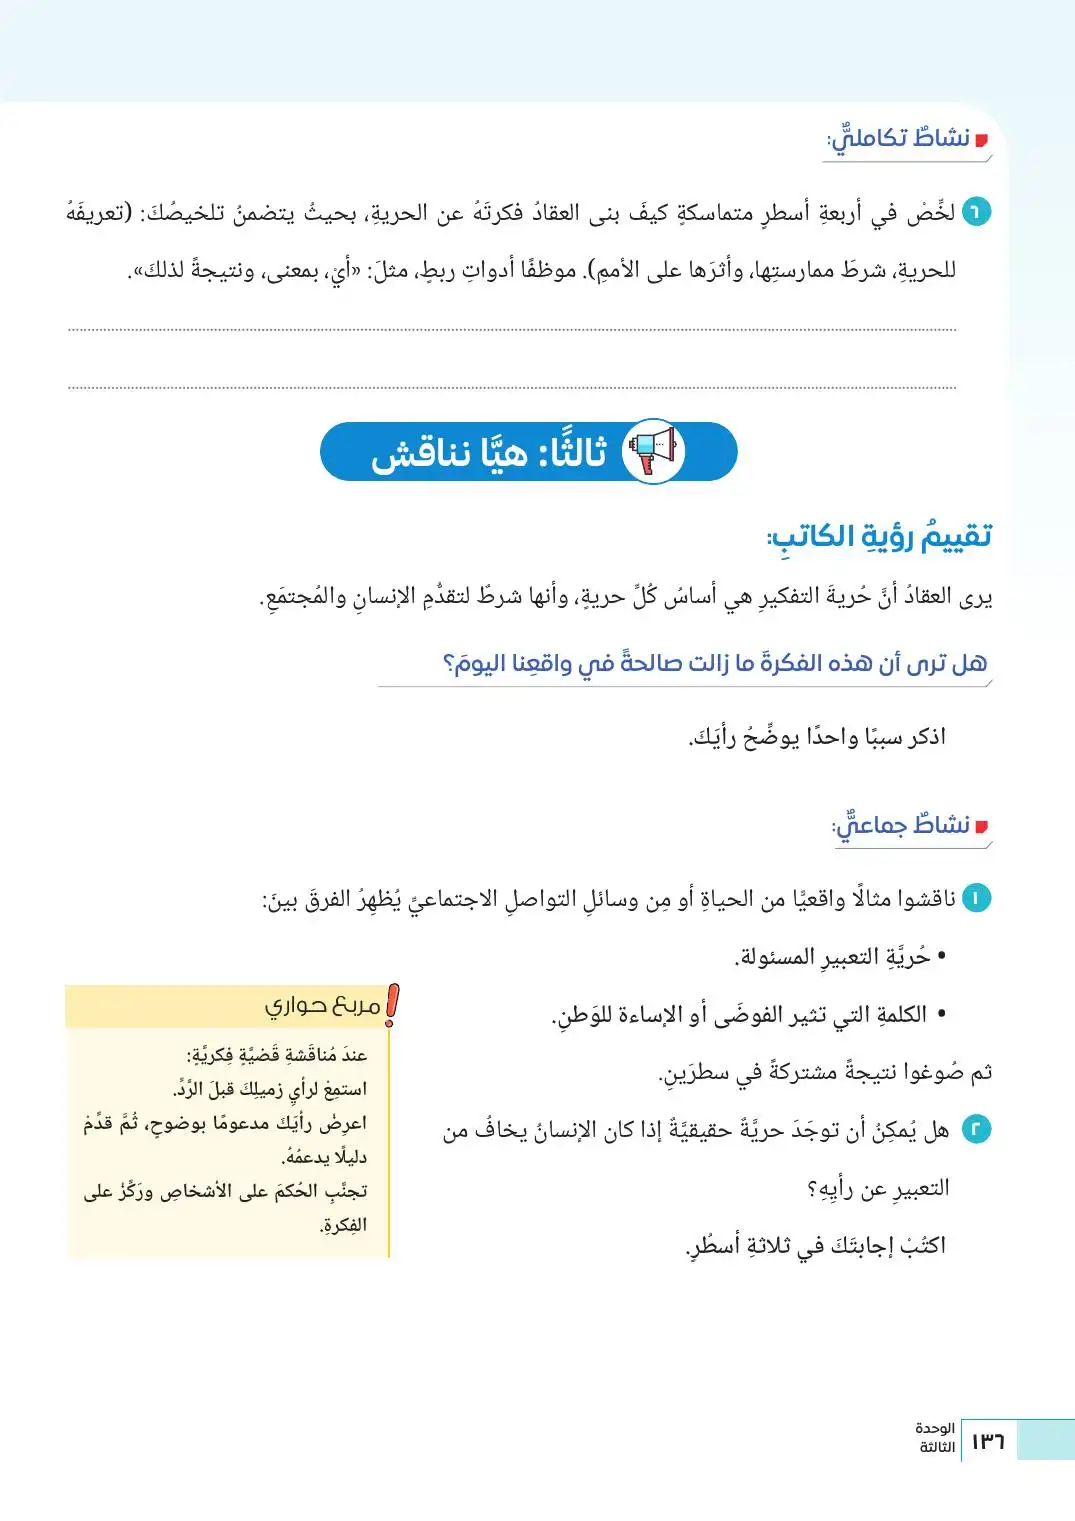 نشاطٌ تكامليٌّ:
٦ لخِّصْ في أربعةِ أسطرٍ متماسكةٍ كيفَ بنى العقادُ فكرتَهُ عن الحريةِ، بحيثُ يتضمنُ تلخيصُكَ: (تعريفَهُ
للحريةِ، شرطَ ممارستِها، وأثرَها على الأممِ). موظفًا أدواتِ ربطٍ، مثلَ: «أيْ، بمعنى، ونتيجةً لذلكَ».
ثالثًا: هيَّا نناقش
تقييمُ رؤيةِ الكاتبِ:
يرى العقادُ أنَّ حُريةَ التفكيرِ هي أساسُ كُلِّ حريةٍ، وأنها شرطٌ لتقدُّمِ الإنسانِ والمُجتمَعِ.
هل ترى أن هذه الفكرةَ ما زالت صالحةً في واقعِنا اليومَ؟
اذكر سببًا واحدًا يوضِّحُ رأيَكَ.
نشاطٌ جماعيٌّ:
١ ناقشوا مثالًا واقعيًّا من الحياةِ أو مِن وسائلِ التواصلِ الاجتماعيِّ يُظهِرُ الفرقَ بينَ:
• حُريَّةِ التعبيرِ المسئولة.
• الكلمةِ التي تثير الفوضَى أو الإساءة للوَطنِ.
ثم صُوغوا نتيجةً مشتركةً في سطرَينِ.
٢ هل يُمكِنُ أن توجَدَ حريَّةٌ حقيقيَّةٌ إذا كان الإنسانُ يخافُ من
التعبيرِ عن رأيِهِ؟
اكتُبْ إجابتَكَ في ثلاثةِ أسطُرٍ.
مربع حواري
عندَ مُناقَشةِ قَضيَّةٍ فِكريَّةٍ:
استمِعْ لرأيِ زميلِكَ قبلَ الرَّدِّ.
اعرِضْ رأيَكَ مدعومًا بوضوحٍ، ثُمَّ قدِّمْ
دليلًا يدعمُهُ.
تجنَّبِ الحُكمَ على الأشخاصِ ورَكِّزْ على
الفِكرةِ.
الوحدة
الثالثة
١٣٦